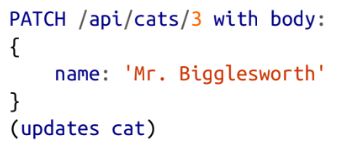 PATCH /api/cats/3 with body:
{
    name: 'Mr. Bigglesworth'
}
(updates cat)